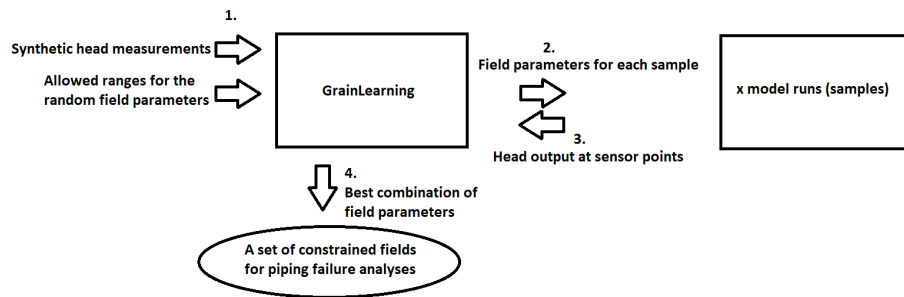 1.
Synthetic head measurements
Allowed ranges for the
random field parameters
GrainLearning
2.
Field parameters for each sample
3.
Head output at sensor points
x model runs (samples)
4.
Best combination of
field parameters
A set of constrained fields
for piping failure analyses